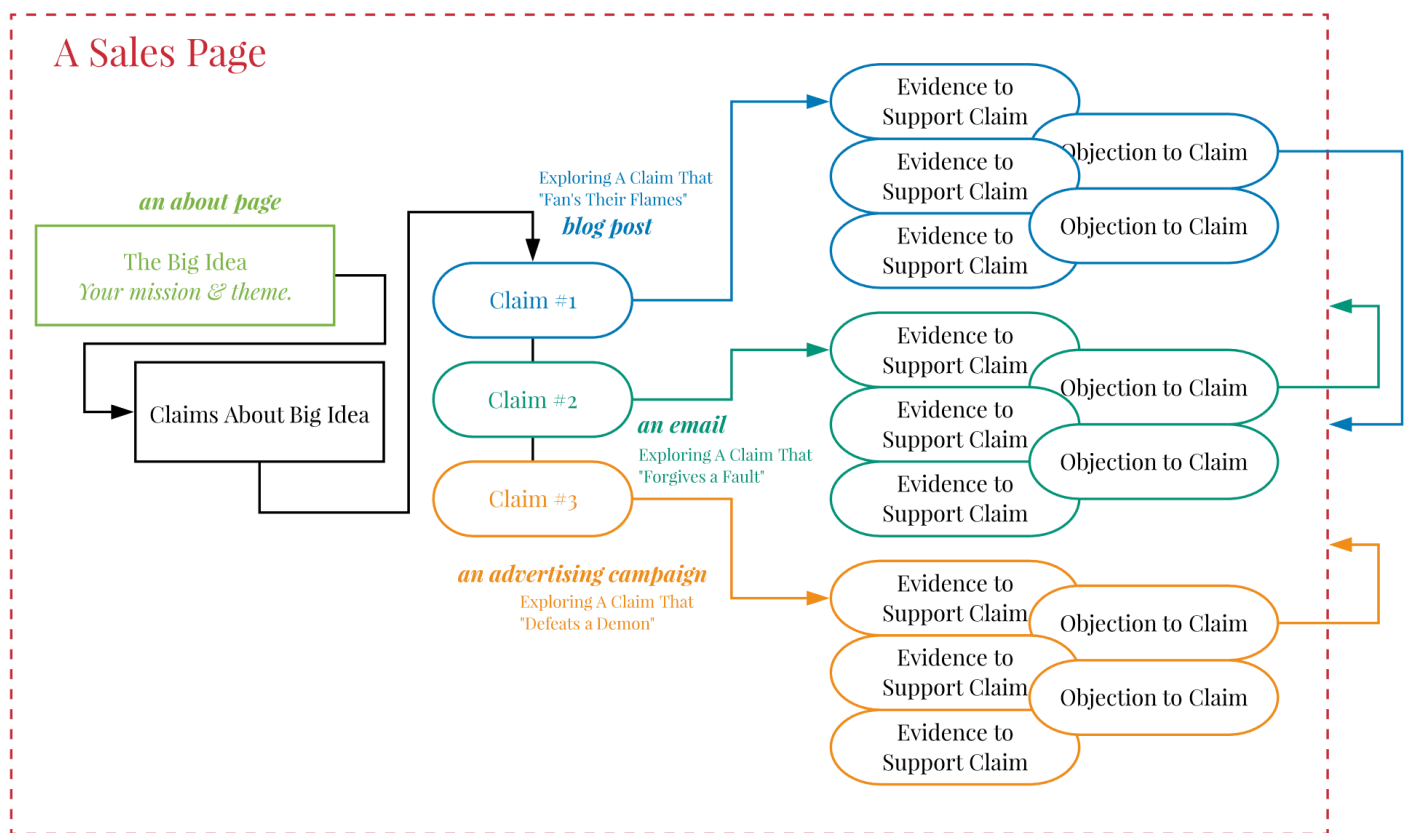 A Sales Page
an about page
The Big Idea
Your mission & theme.
Claims About Big Idea
Exploring A Claim That
"Fan's Their Flames"
blog post
Claim #1
Claim #2
Claim #3
an email
Exploring A Claim That
"Forgives a Fault"
an advertising campaign
Exploring A Claim That
"Defeats a Demon"
Evidence to
Support Claim
Objection to Claim
Evidence to
Support Claim
Objection to Claim
Evidence to
Support Claim
Evidence to
Support Claim
Objection to Claim
Evidence to
Support Claim
Objection to Claim
Evidence to
Support Claim
Evidence to
Support Claim
Objection to Claim
Evidence to
Support Claim
Objection to Claim
Evidence to
Support Claim